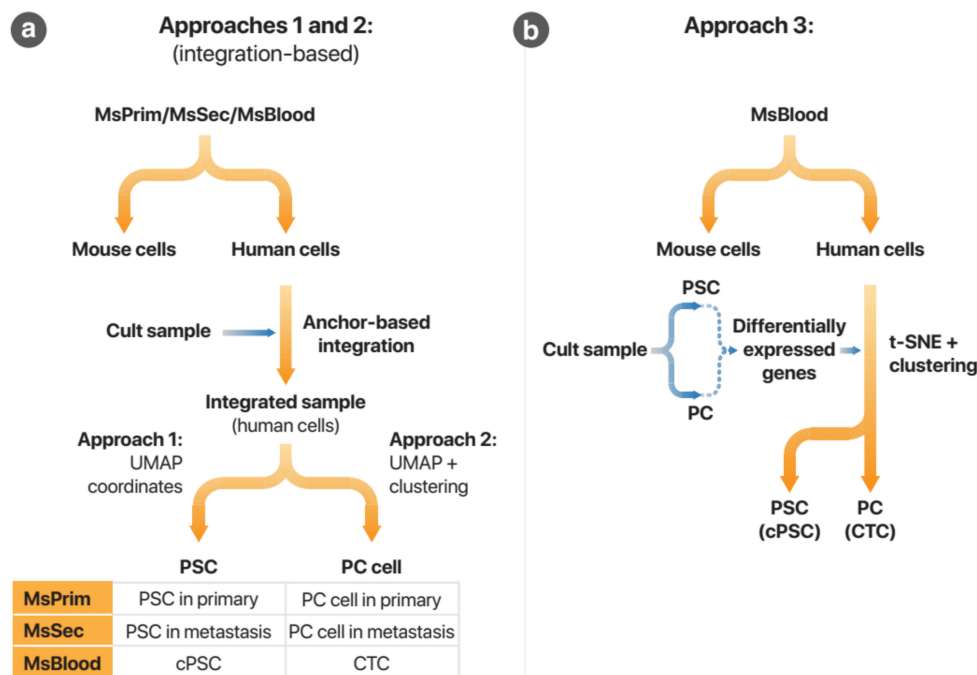 a
Approaches 1 and 2:
(integration-based)
MsPrim/MsSec/MsBlood
Mouse cells
Human cells
Cult sample
Anchor-based
integration
Integrated sample
(human cells)
Approach 1:
UMAP
coordinates
Approach 2:
UMAP +
clustering
PSC
PC cell
MsPrim
PSC in primary
PC cell in primary
MsSec
PSC in metastasis
PC cell in metastasis
MsBlood
cPSC
CTC
b
Approach 3:
MsBlood
Mouse cells
Human cells
PSC
Cult sample
PC
Differentially
expressed
genes
t-SNE +
clustering
PSC
(cPSC)
PC
(CTC)